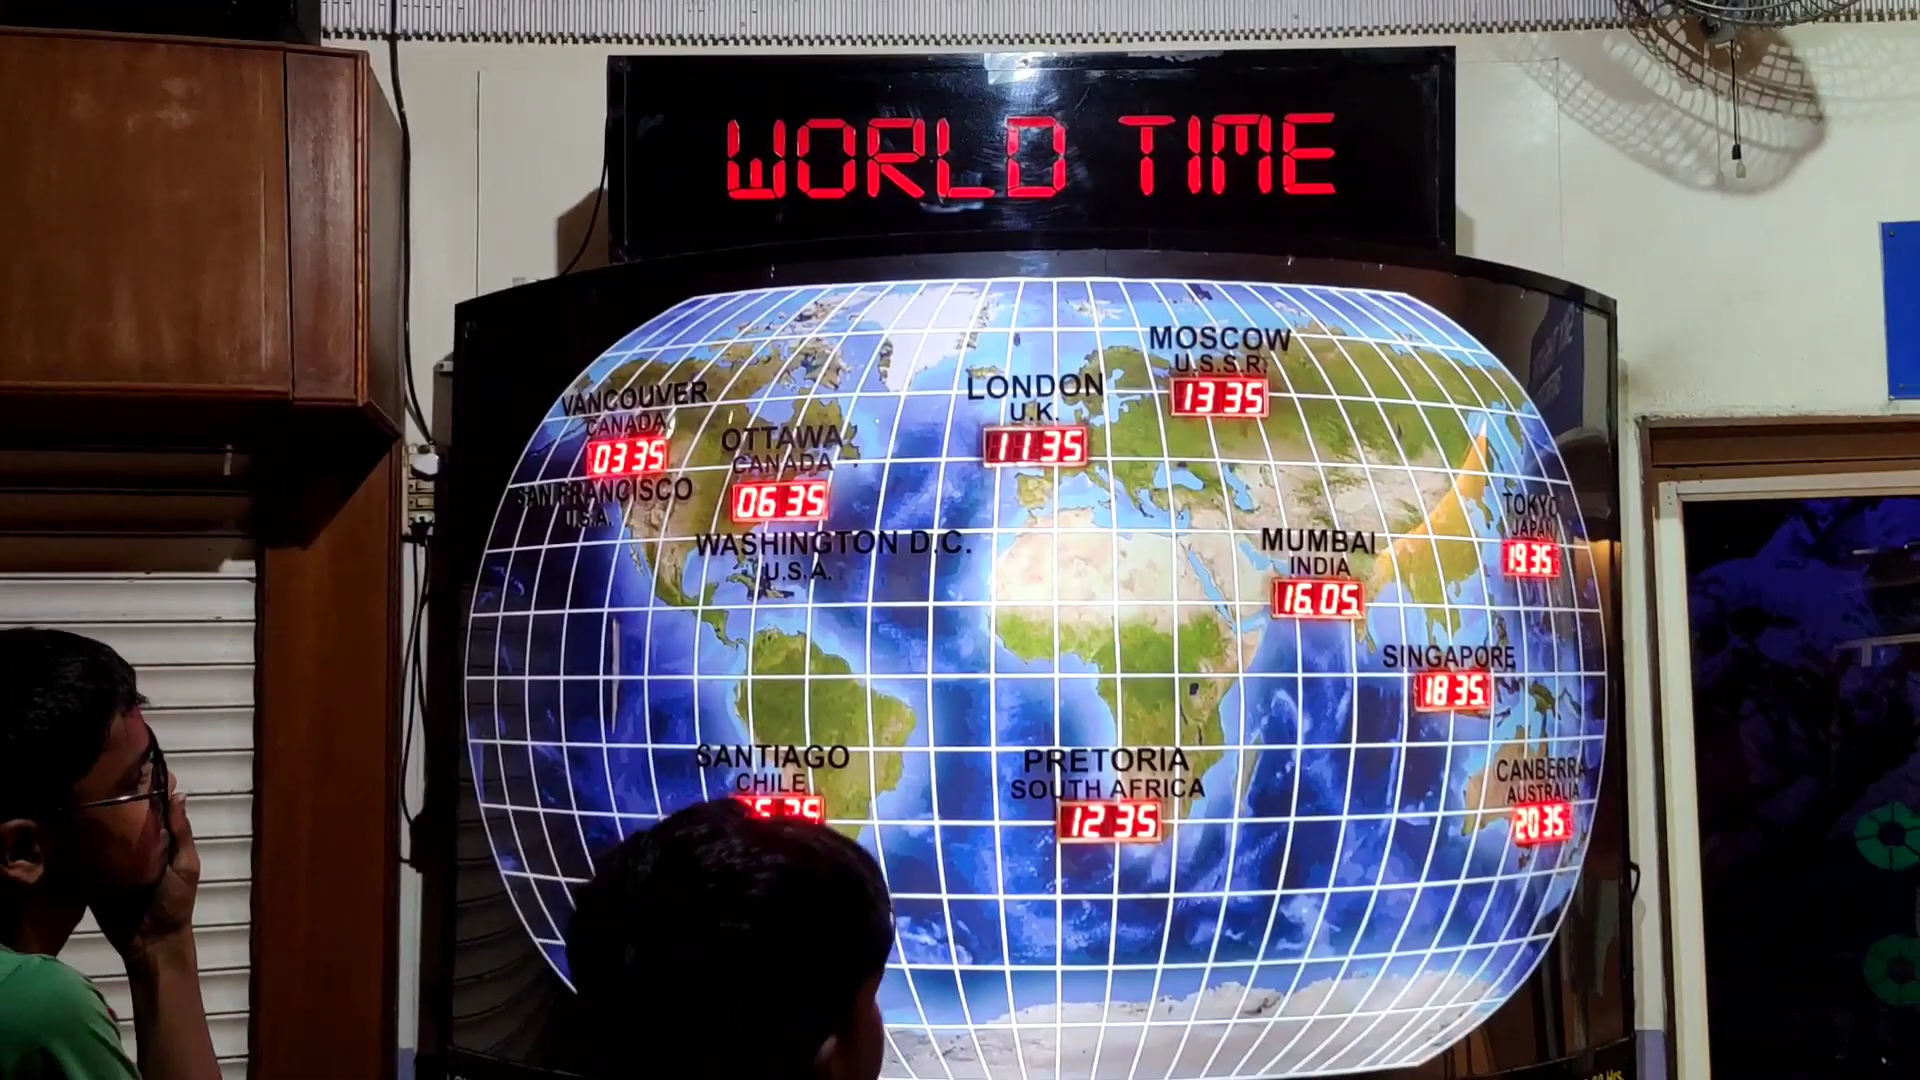 WORLD TIME
MOSCOW
U.S.S.R.
13 35
LONDON
U.K.
11.35
VANCOUVER
CANADA
03 35
SAN FRANCISCO
U.S.A.
OTTAWA
CANADA
06 35
WASHINGTON D.C.
U.S.A.
TOKYO
JAPAN
19 35
MUMBAI
INDIA
16.05.
SINGAPORE
18 35
SANTIAGO
CHILE
PRETORIA
SOUTH AFRICA
12 35
CANBERRA
AUSTRALIA
20 35